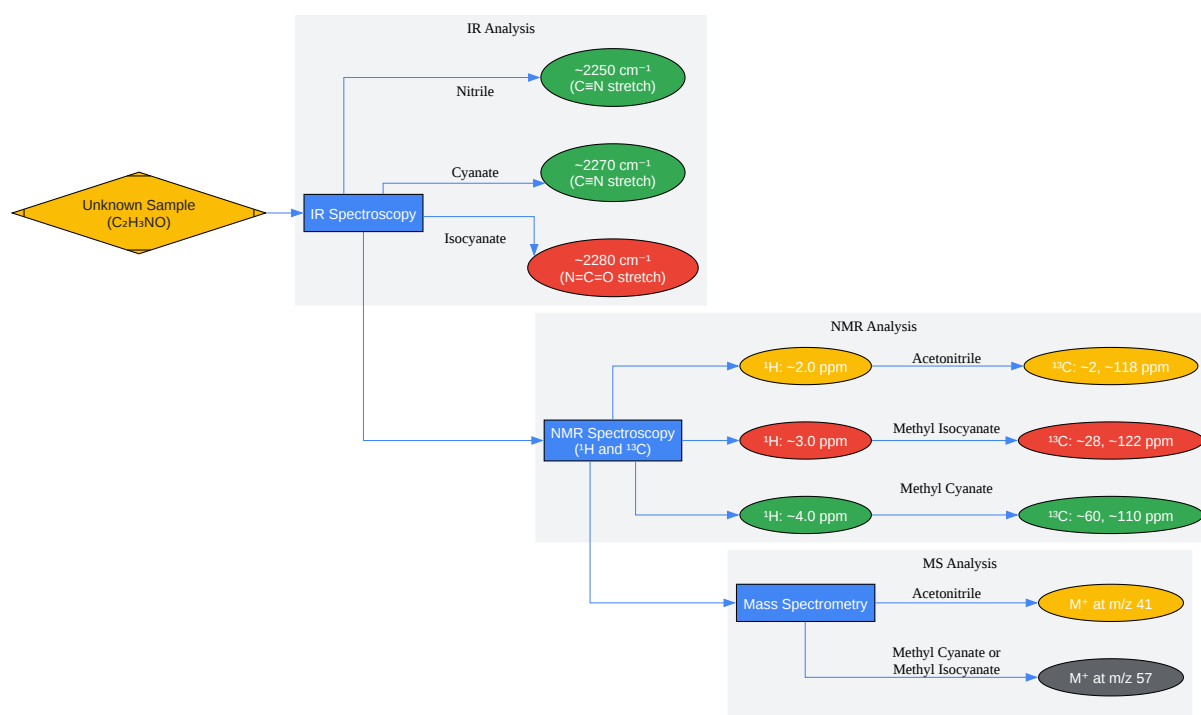 IR Analysis
~2250 cm⁻¹
(C≡N stretch)
Nitrile
~2270 cm⁻¹
(C≡N stretch)
Cyanate
Unknown Sample
(C₂H₃NO)
IR Spectroscopy
Isocyanate
~2280 cm⁻¹
(N=C=O stretch)
NMR Analysis
¹H: ~2.0 ppm
Acetonitrile
¹³C: ~2, ~118 ppm
NMR Spectroscopy
(¹H and ¹³C)
¹H: ~3.0 ppm
Methyl Isocyanate
¹³C: ~28, ~122 ppm
¹H: ~4.0 ppm
Methyl Cyanate
¹³C: ~60, ~110 ppm
MS Analysis
Mass Spectrometry
Acetonitrile
M⁺ at m/z 41
Methyl Cyanate or
Methyl Isocyanate
M⁺ at m/z 57